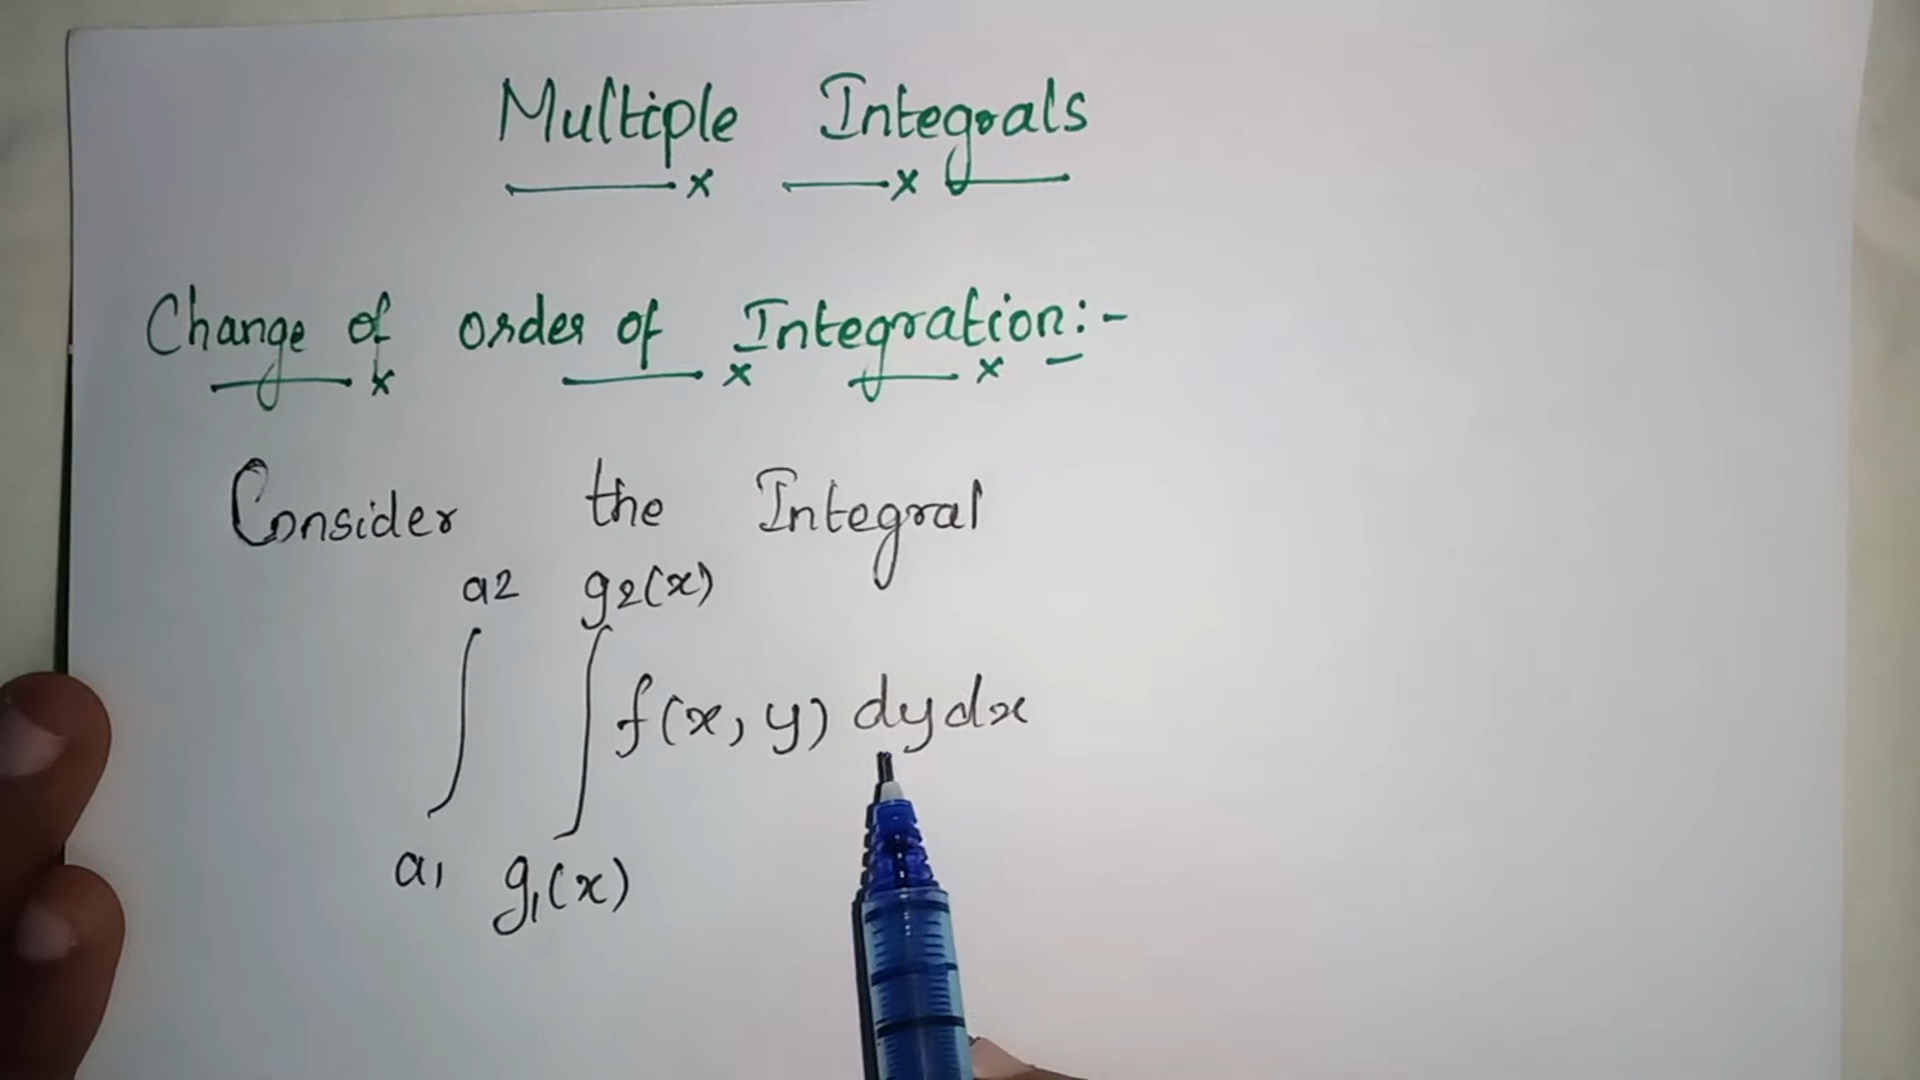 Multiple Integrals
Change of order of Integration:-
Consider the Integral
a2 g2(x)
∫ ∫ f(x, y) dydx
a1 g1(x)